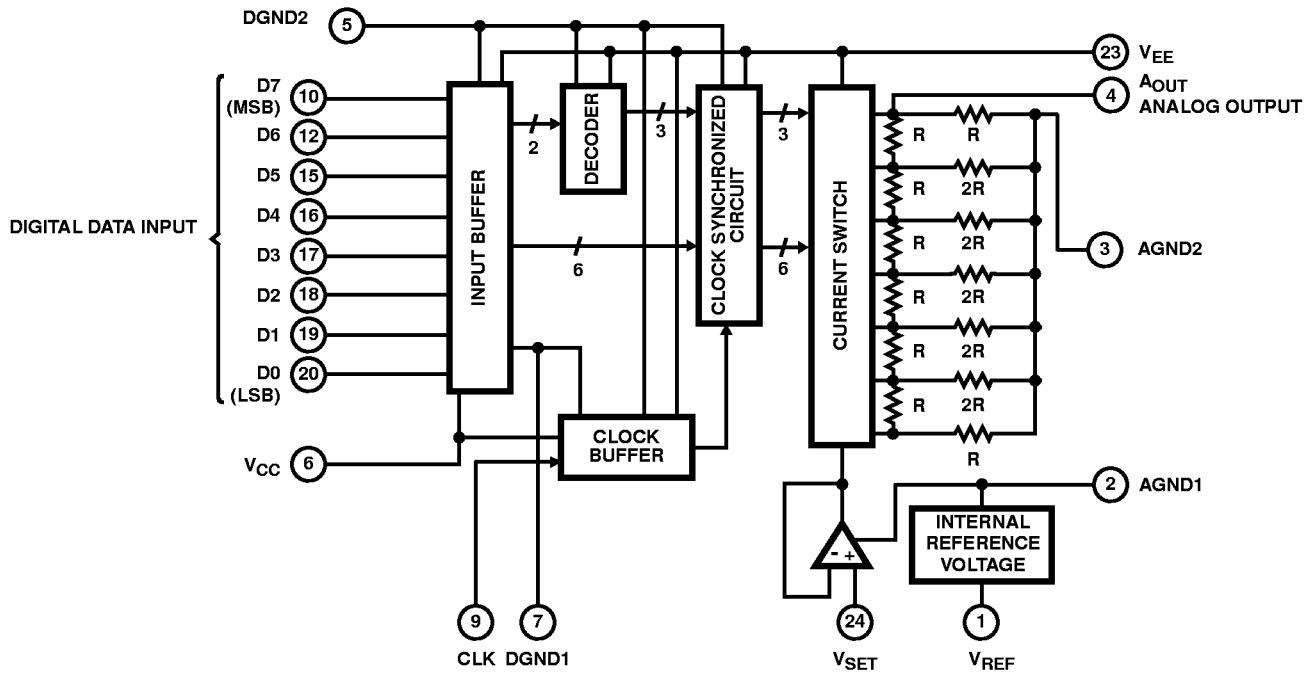 DGND2
5
23
VEE
4
AOUT
ANALOG OUTPUT
D7
(MSB)
10
D6
12
D5
15
D4
16
D3
17
D2
18
D1
19
D0
(LSB)
20
DIGITAL DATA INPUT
INPUT BUFFER
2
DECODER
3
6
CLOCK SYNCHRONIZED
CIRCUIT
3
6
CURRENT SWITCH
R
R
R
2R
R
2R
R
2R
R
2R
R
2R
R
3
AGND2
VCC
6
CLOCK
BUFFER
2
AGND1
INTERNAL
REFERENCE
VOLTAGE
- +
9
CLK
7
DGND1
24
VSET
1
VREF